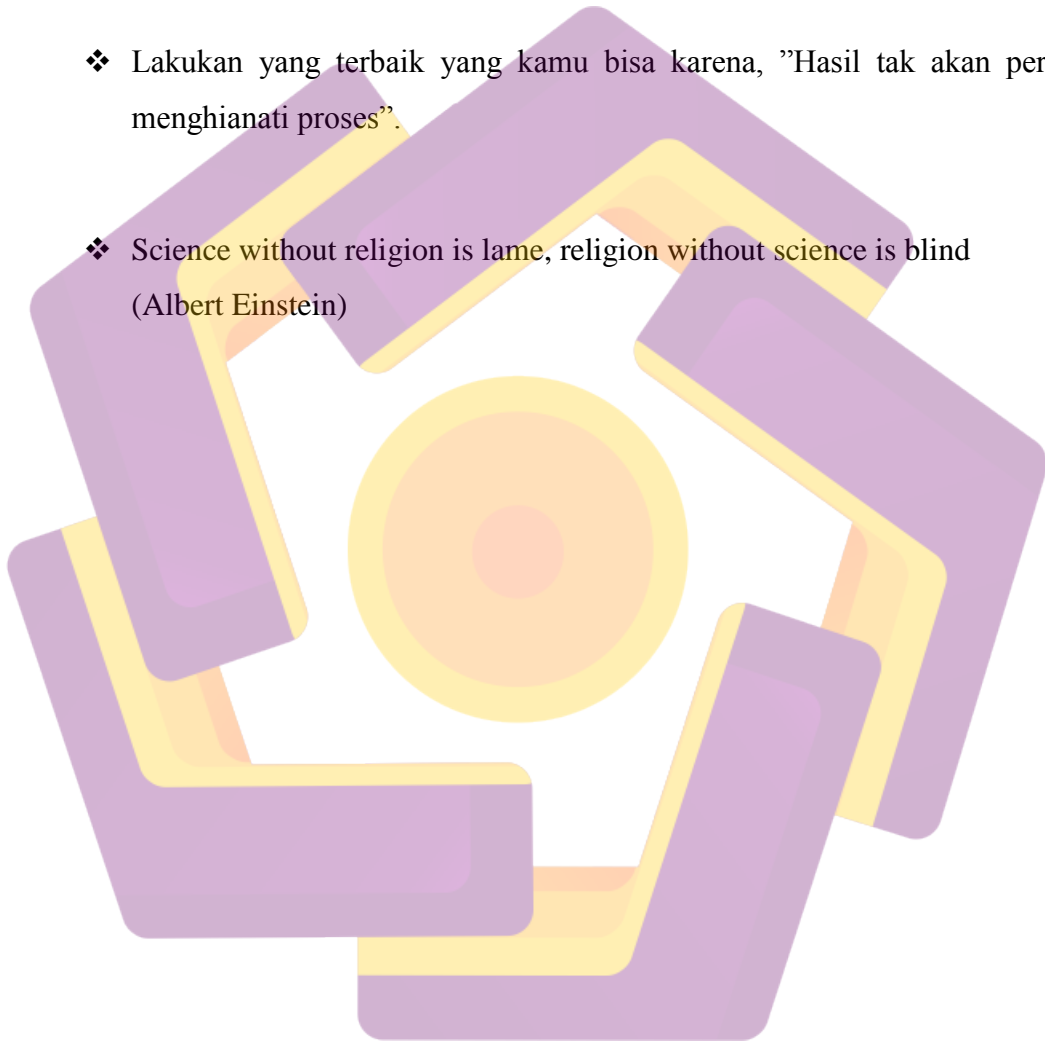 ❖ Lakukan yang terbaik yang kamu bisa karena, ”Hasil tak akan per
menghianati proses”.
❖ Science without religion is lame, religion without science is blind
(Albert Einstein)